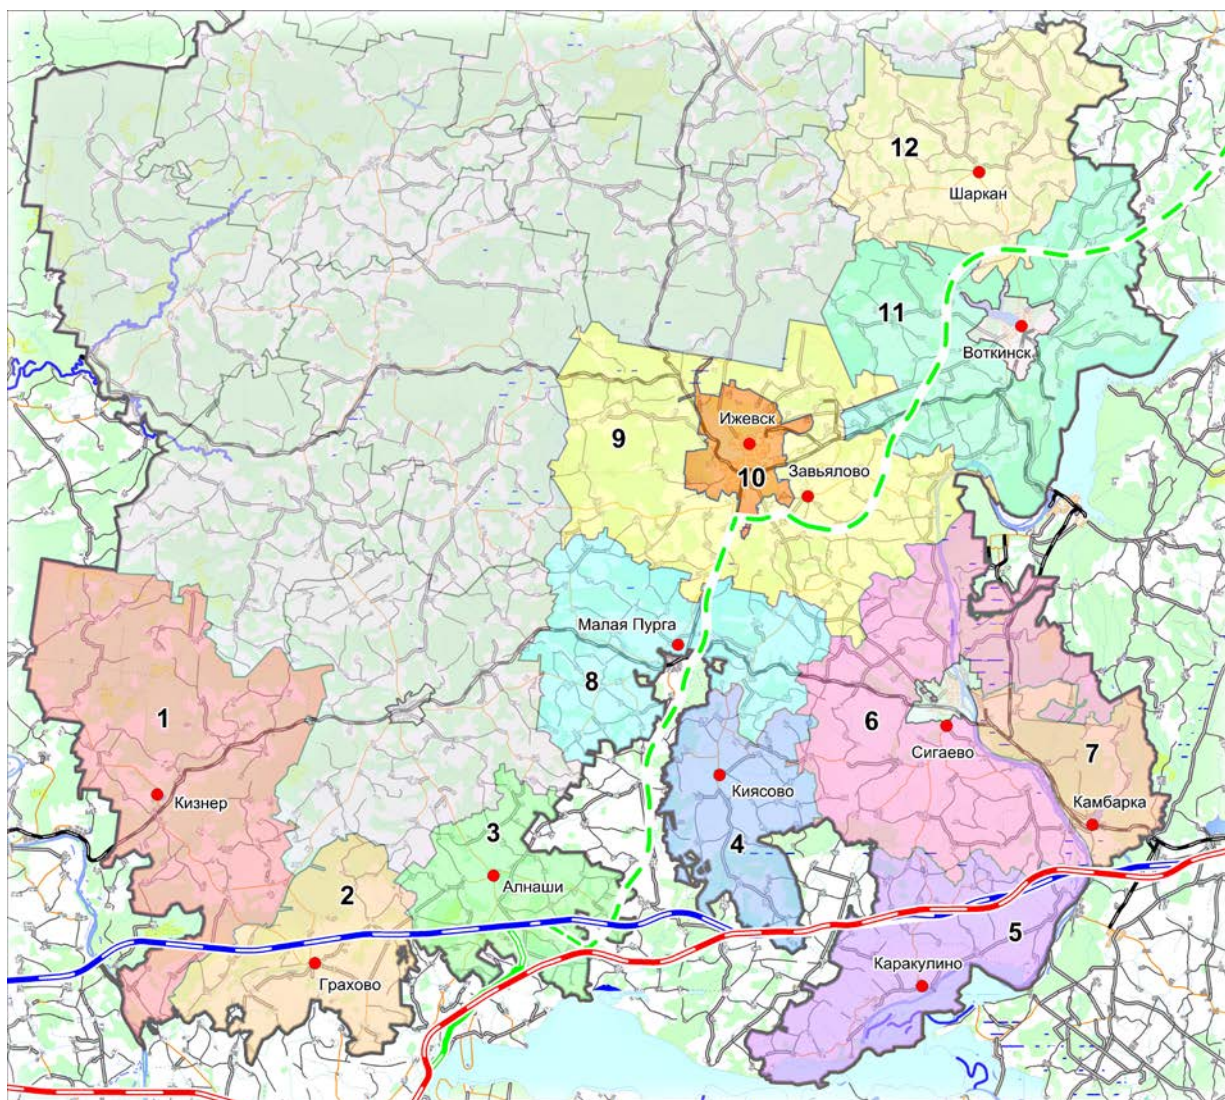 12
Шаркан
11
Воткинск
Ижевск
9
Завьялово
10
Малая Пурга
8
1
6
Сигаево
7
Киясово
Кизнер
Камбарка
3
4
Алнаши
2
5
Каракулино
Грахово